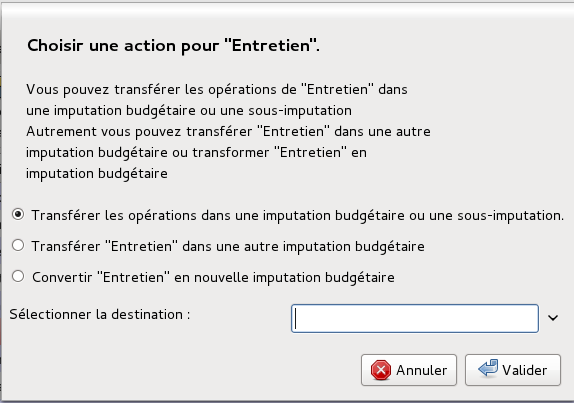 Choisir une action pour "Entretien".
Vous pouvez transférer les opérations de "Entretien" dans
une imputation budgétaire ou une sous-imputation
Autrement vous pouvez transférer "Entretien" dans une autre
imputation budgétaire ou transformer "Entretien" en
imputation budgétaire
Transférer les opérations dans une imputation budgétaire ou une sous-imputation.
Transférer "Entretien" dans une autre imputation budgétaire
Convertir "Entretien" en nouvelle imputation budgétaire
Sélectionner la destination :
Annuler Valider